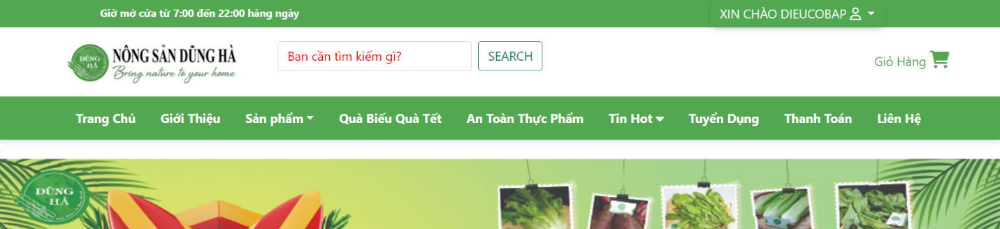 Giờ mở cửa từ 7:00 đến 22:00 hàng ngày
XIN CHÀO DIEUCOBAP
DŨNG HÀ
NÔNG SẢN DŨNG HÀ
Bring nature to your home
Bạn cần tìm kiếm gì?
SEARCH
Giỏ Hàng
Trang Chủ Giới Thiệu Sản phẩm Quà Biếu Quà Tết An Toàn Thực Phẩm Tin Hot Tuyển Dụng Thanh Toán Liên Hệ
DŨNG
HÀ